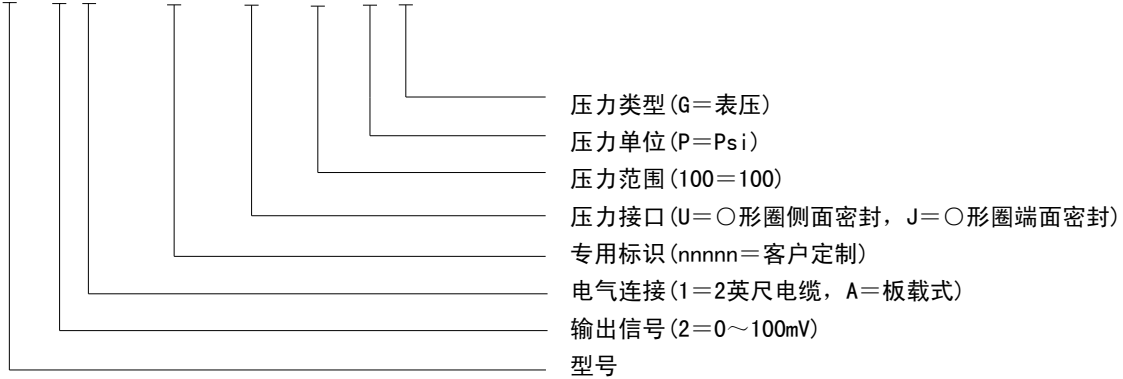 压力类型(G＝表压)
压力单位(P＝Psi)
压力范围(100＝100)
压力接口(U＝○形圈侧面密封，J＝○形圈端面密封)
专用标识(nnnnn＝客户定制)
电气连接(1＝2英尺电缆，A＝板载式)
输出信号(2＝0～100mV)
型号